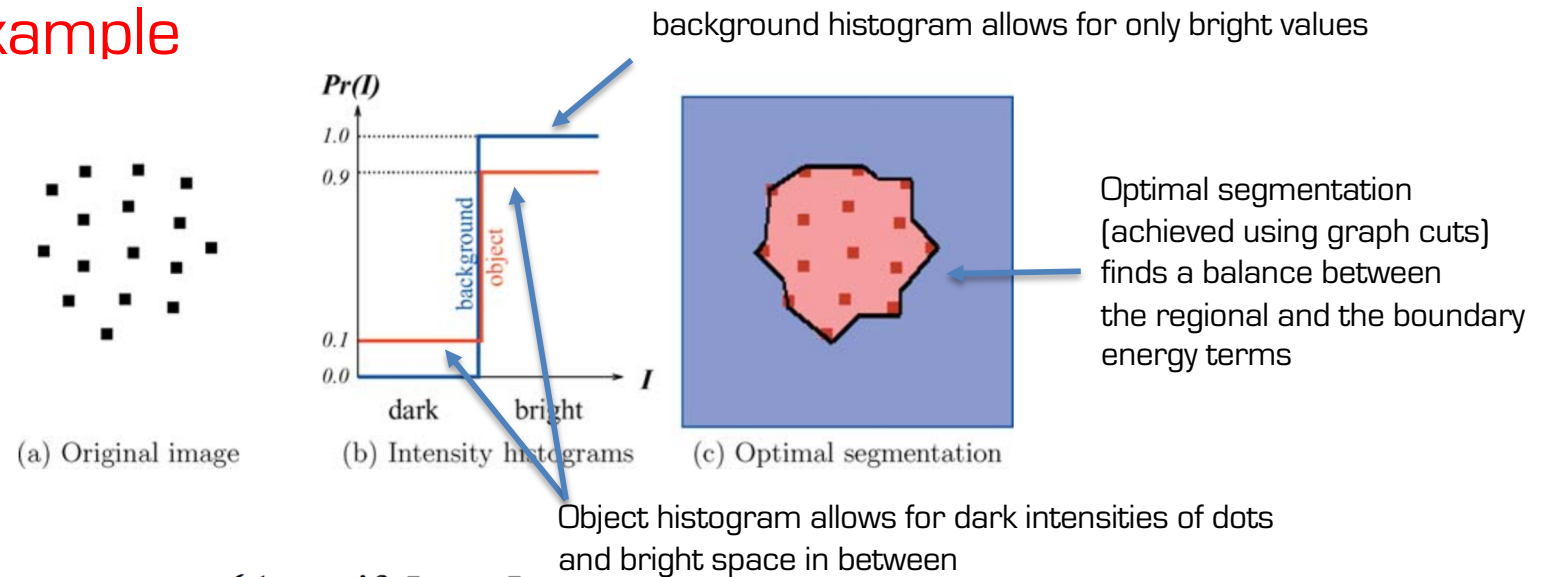 xample
background histogram allows for only bright values
Pr(I)
1.0
0.9
background
object
0.1
0.0
I
dark bright
(a) Original image
(b) Intensity histograms
(c) Optimal segmentation
Optimal segmentation
(achieved using graph cuts)
finds a balance between
the regional and the boundary
energy terms
Object histogram allows for dark intensities of dots
and bright space in between